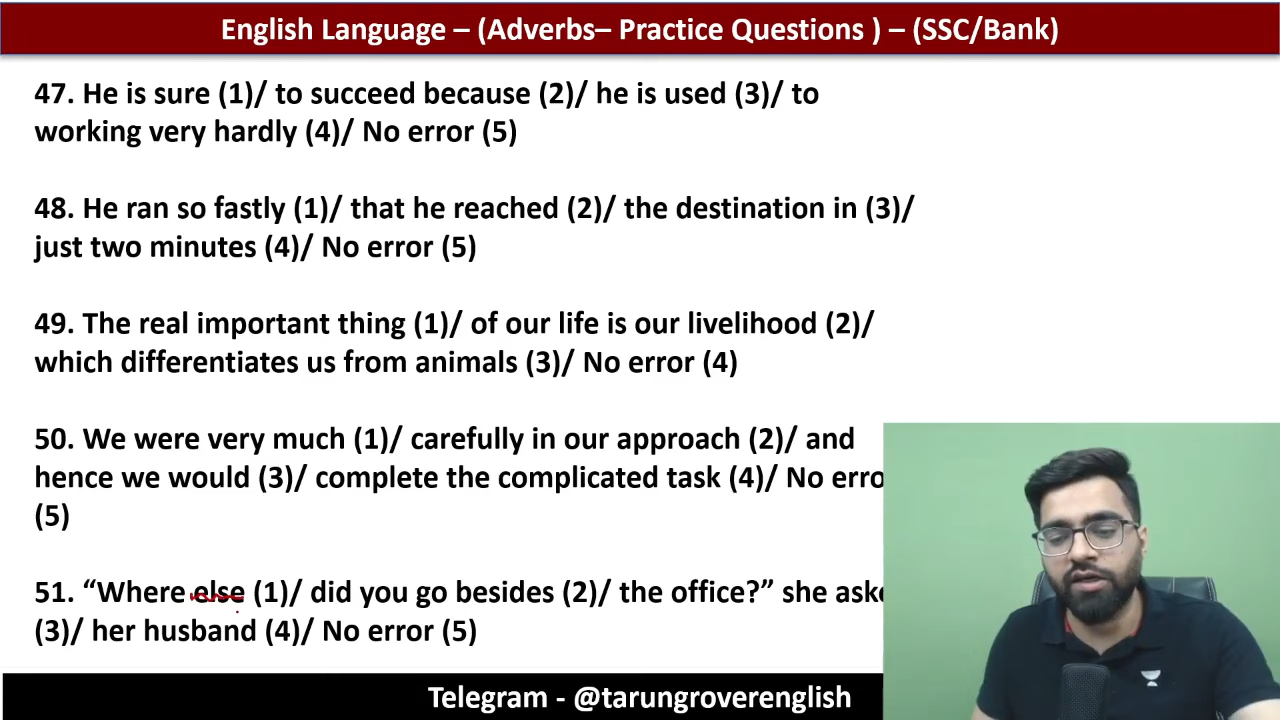 English Language – (Adverbs– Practice Questions ) – (SSC/Bank)
47. He is sure (1)/ to succeed because (2)/ he is used (3)/ to
working very hardly (4)/ No error (5)
48. He ran so fastly (1)/ that he reached (2)/ the destination in (3)/
just two minutes (4)/ No error (5)
49. The real important thing (1)/ of our life is our livelihood (2)/
which differentiates us from animals (3)/ No error (4)
50. We were very much (1)/ carefully in our approach (2)/ and
hence we would (3)/ complete the complicated task (4)/ No erro
(5)
51. “Where else (1)/ did you go besides (2)/ the office?” she aske
(3)/ her husband (4)/ No error (5)
Telegram - @tarungroverenglish